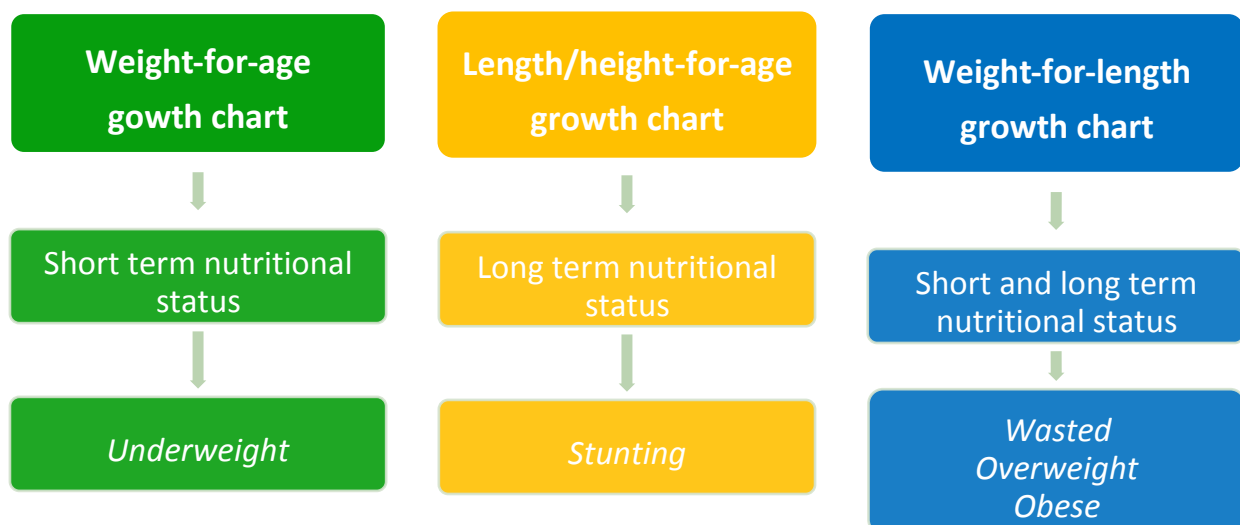 Weight-for-age
gowth chart
Short term nutritional
status
Underweight
Length/height-for-age
growth chart
Long term nutritional
status
Stunting
Weight-for-length
growth chart
Short and long term
nutritional status
Wasted
Overweight
Obese